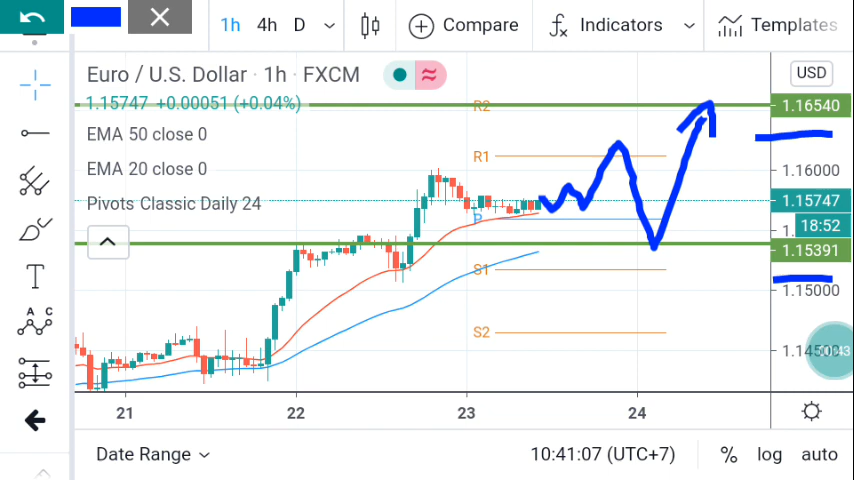 1h 4h D Compare Indicators Templates
Euro / U.S. Dollar · 1h · FXCM
USD
1.15747 +0.00051 (+0.04%)
R2
1.16540
EMA 50 close 0
R1
EMA 20 close 0
1.16000
Pivots Classic Daily 24
1.15747
P
18:52
1.15391
S1
1.15000
S2
T
A C
21 22 23 24
Date Range
10:41:07 (UTC+7)
% log auto